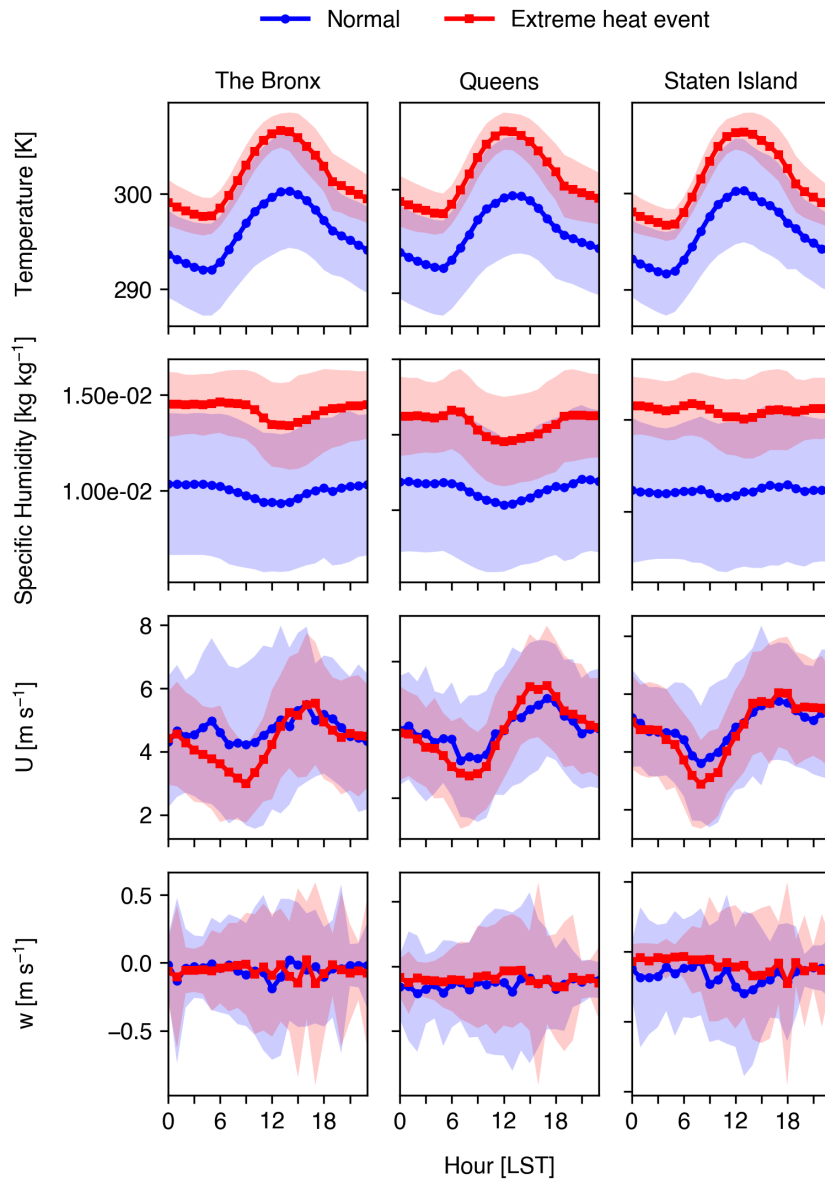 Normal
Extreme heat event
The Bronx
Queens
Staten Island
Temperature [K]
300
290
Specific Humidity [kg kg⁻¹]
1.50e-02
1.00e-02
U [m s⁻¹]
8
6
4
2
w [m s⁻¹]
0.5
0.0
−0.5
0 6 12 18
0 6 12 18
0 6 12 18
Hour [LST]